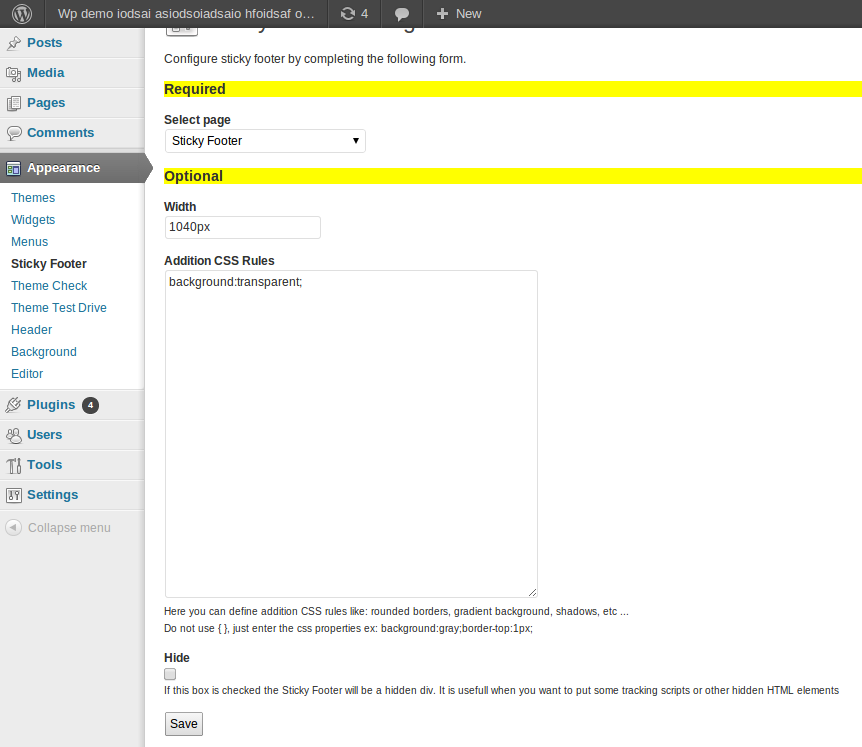 Wp demo iodsai asiodsoiadsaio hfoidsaf o... 4 New
Posts
Media
Pages
Comments
Appearance
Themes
Widgets
Menus
Sticky Footer
Theme Check
Theme Test Drive
Header
Background
Editor
Plugins 4
Users
Tools
Settings
Collapse menu
Configure sticky footer by completing the following form.
Required
Select page
Sticky Footer
Optional
Width
1040px
Addition CSS Rules
background:transparent;
Here you can define addition CSS rules like: rounded borders, gradient background, shadows, etc ...
Do not use { }, just enter the css properties ex: background:gray;border-top:1px;
Hide
If this box is checked the Sticky Footer will be a hidden div. It is usefull when you want to put some tracking scripts or other hidden HTML elements
Save